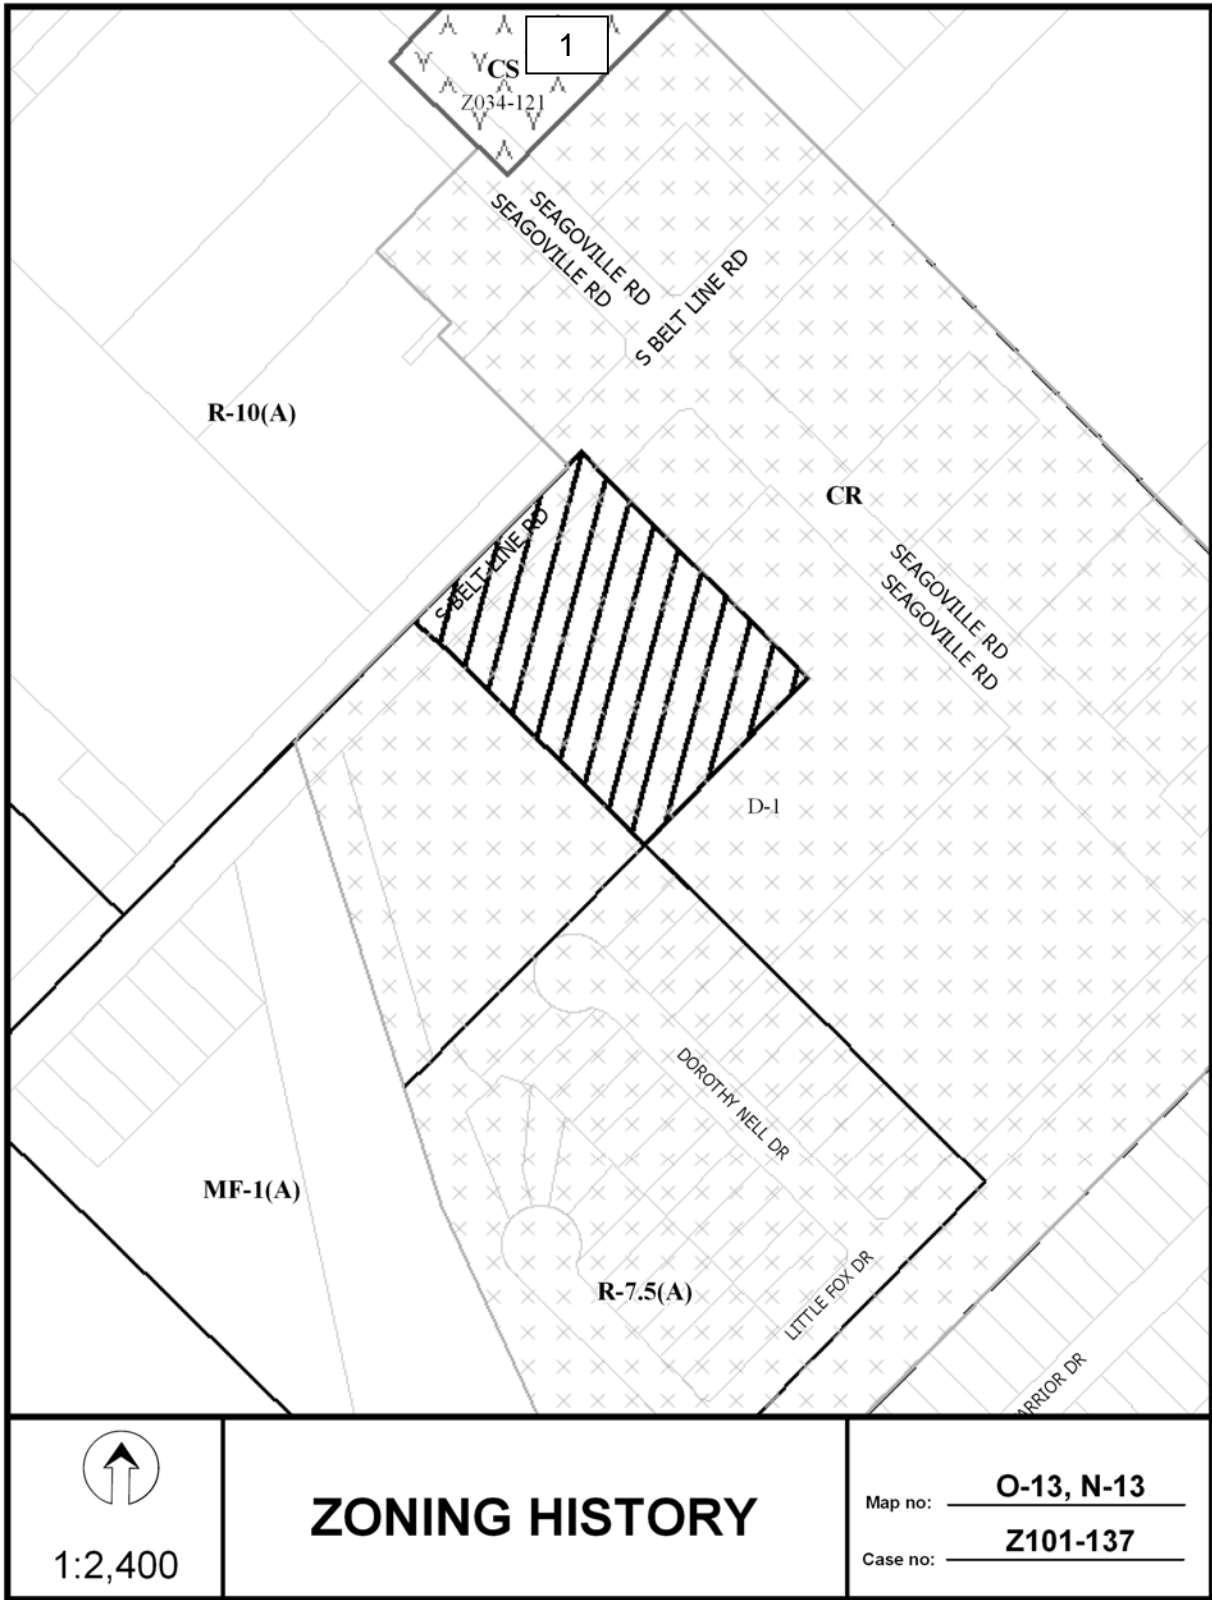 1
CS
Z034-121
SEAGOVILLE RD
SEAGOVILLE RD
S BELT LINE RD
R-10(A)
CR
S BELT LINE RD
SEAGOVILLE RD
SEAGOVILLE RD
D-1
DOROTHY NELL DR
MF-1(A)
R-7.5(A)
LITTLE FOX DR
ARRIOR DR
1:2,400
ZONING HISTORY
Map no: O-13, N-13
Case no: Z101-137